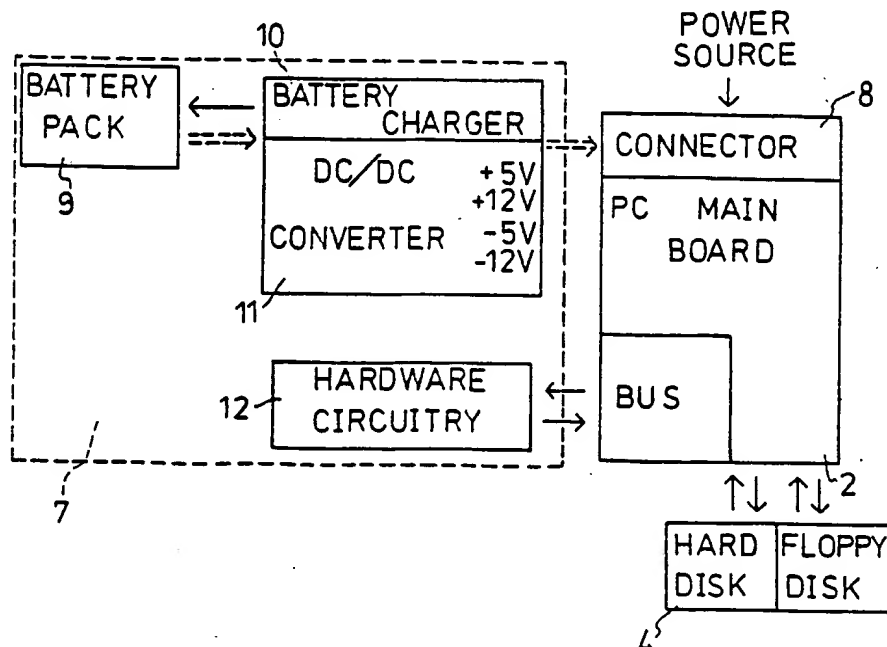 POWER
SOURCE
10
8
BATTERY
PACK
9
BATTERY
CHARGER
CONNECTOR
DC/DC
CONVERTER
+5V
+12V
-5V
-12V
11
PC MAIN
BOARD
HARDWARE
CIRCUITRY
12
BUS
7
2
HARD
DISK
FLOPPY
DISK
4